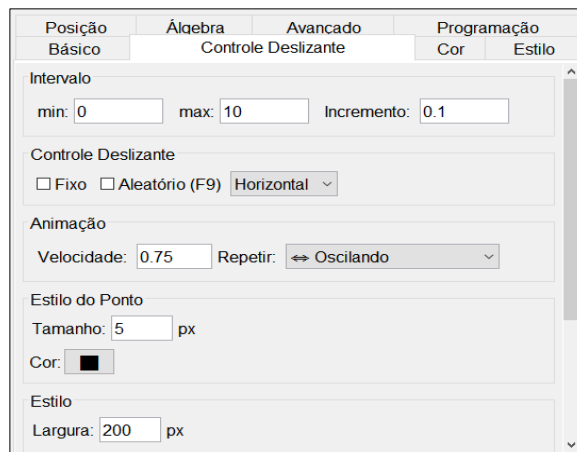 Posição Álgebra Avançado Programação
Básico Controle Deslizante Cor Estilo
Intervalo
min: 0 max: 10 Incremento: 0.1
Controle Deslizante
Fixo Aleatório (F9) Horizontal
Animação
Velocidade: 0.75 Repetir: ⇔ Oscilando
Estilo do Ponto
Tamanho: 5 px
Cor:
Estilo
Largura: 200 px